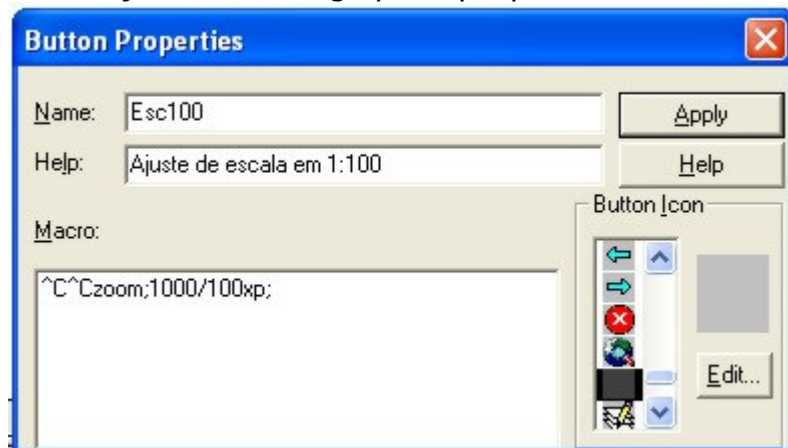 Button Properties
Name: Esc100
Apply
Help: Ajuste de escala em 1:100
Help
Button Icon
Macro:
^C^Czoom;1000/100xp;
Edit...